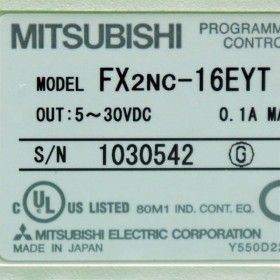 MITSUBISHI PROGRAMM
CONTRO
MODEL FX2NC-16EYT
OUT:5~30VDC 0.1A MA
S/N 1030542 G
C UL US LISTED 80M1 IND. CONT. EQ. C
MITSUBISHI ELECTRIC CORPORATION
MADE IN JAPAN Y550D22